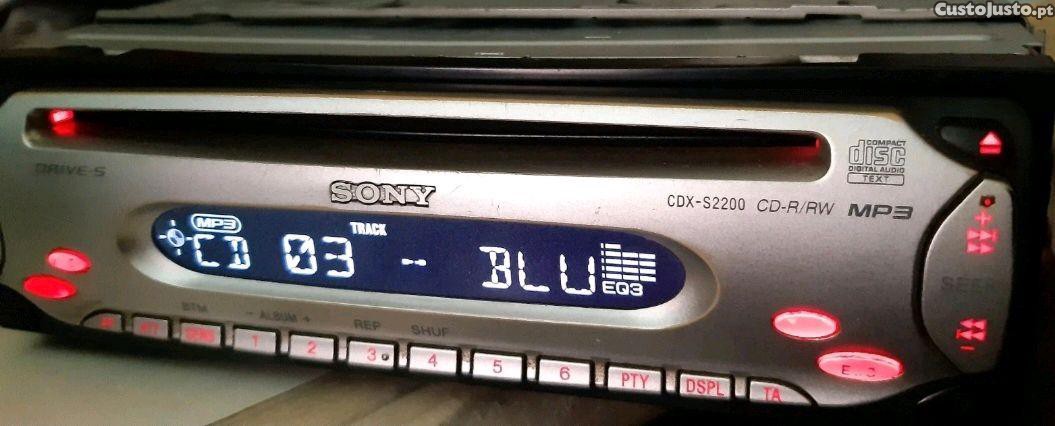 CustoJusto.pt
COMPACT
disc
DIGITAL AUDIO
TEXT
DRIVE-S
SONY
CDX-S2200 CD-R/RW MP3
MP3
TRACK
CD 03 -- BLU
EQ3
+
SEEK
-
BTM - ALBUM + REP SHUF
SENS 1 2 3 4 5 6 PTY DSPL TA